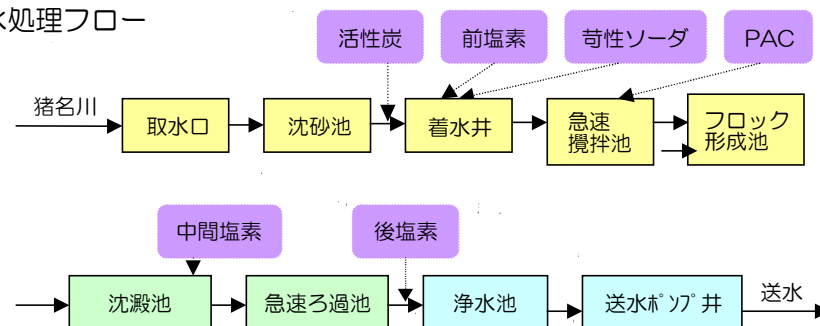 水処理フロー
活性炭 前塩素 苛性ソーダ PAC
猪名川
取水口 沈砂池 着水井 急速 フロック
攪拌池 形成池
中間塩素 後塩素
沈澱池 急速ろ過池 浄水池 送水ﾎﾟﾝﾌﾟ井 送水